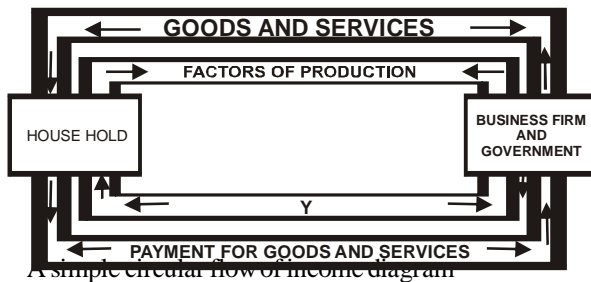 GOODS AND SERVICES
FACTORS OF PRODUCTION
HOUSE HOLD
BUSINESS FIRM
AND
GOVERNMENT
Y
PAYMENT FOR GOODS AND SERVICES
A simple circular flow of income diagram